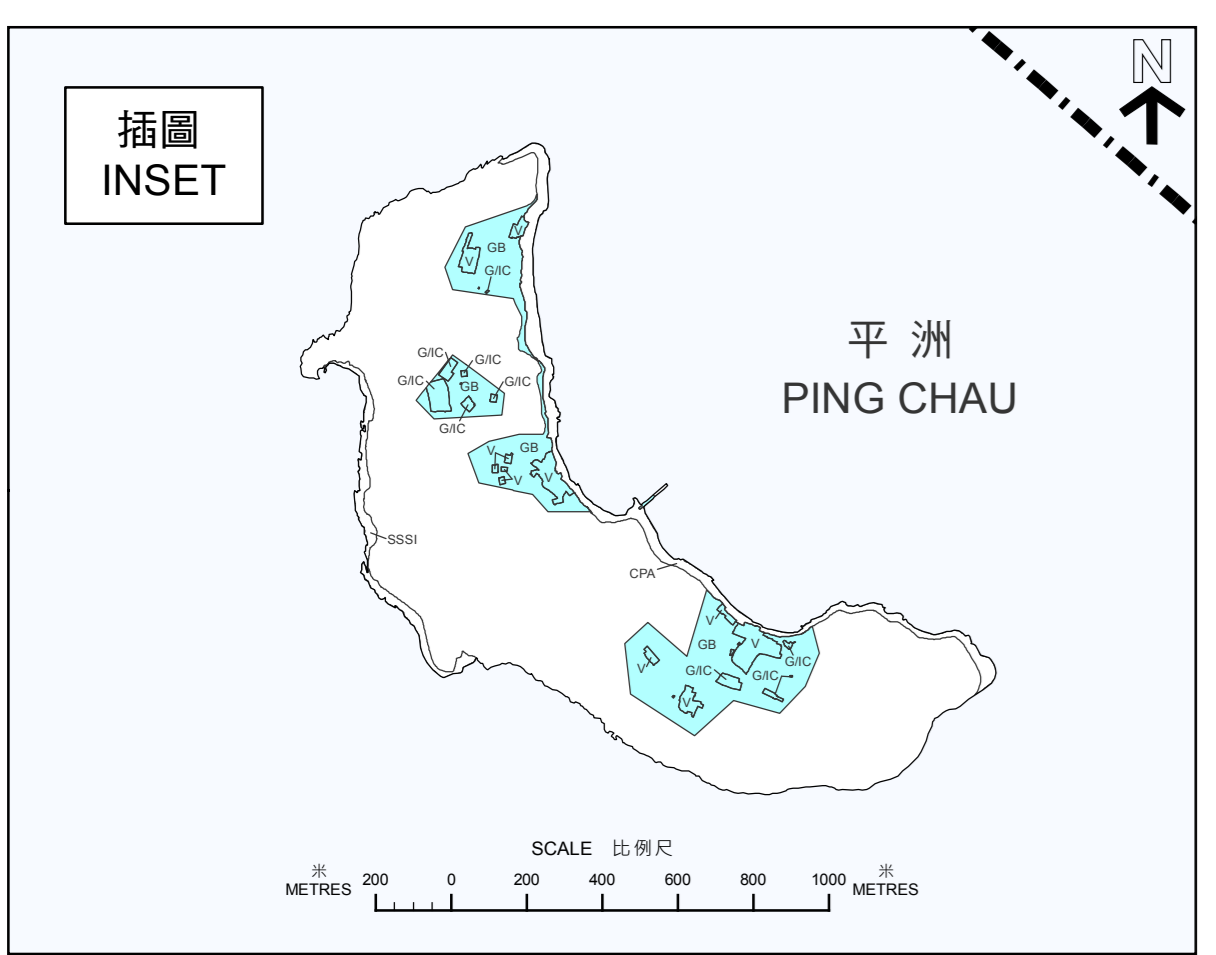 插圖
INSET
N
V
GB
V
G/IC
平 洲
PING CHAU
G/IC
G/IC
G/IC
G/IC
GB
G/IC
V
GB
V
V
SSSI
CPA
V
GB
V
V
G/IC
G/IC
G/IC
V
SCALE 比例尺
米
METRES
200 0 200 400 600 800 1000
米
METRES